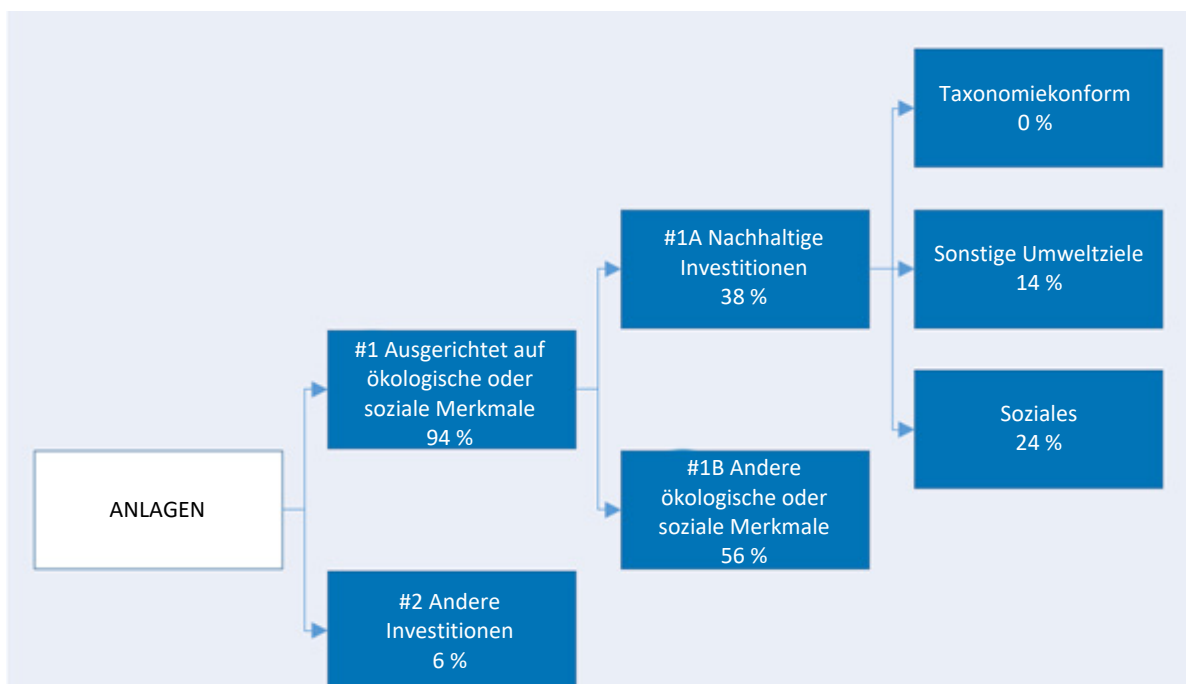 ANLAGEN
#1 Ausgerichtet auf
ökologische oder
soziale Merkmale
94 %
#2 Andere
Investitionen
6 %
#1A Nachhaltige
Investitionen
38 %
#1B Andere
ökologische oder
soziale Merkmale
56 %
Taxonomiekonform
0 %
Sonstige Umweltziele
14 %
Soziales
24 %